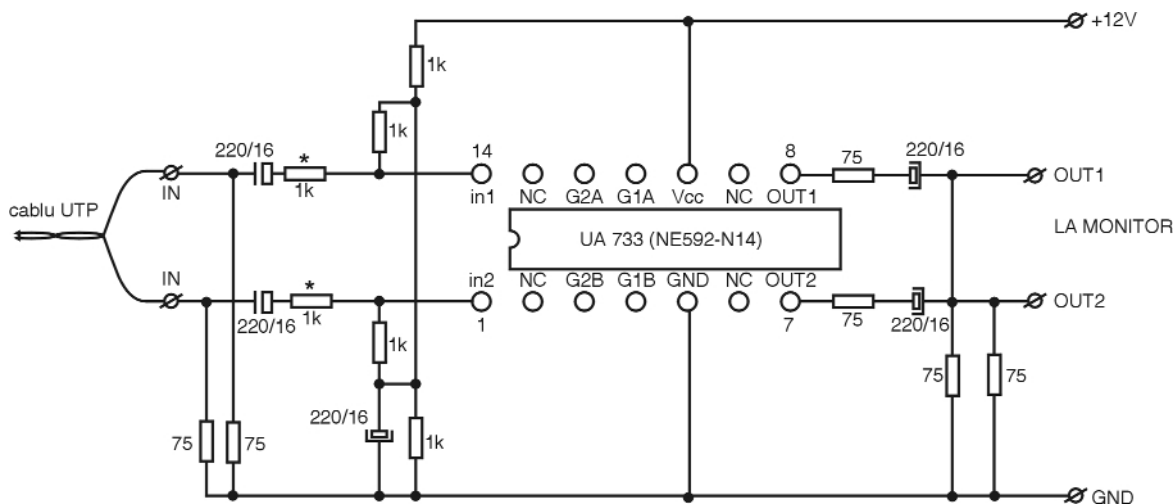 +12V
1k
1k
220/16
*
1k
14
8
75
220/16
IN
in1 NC G2A G1A Vcc NC OUT1
OUT1
cablu UTP
UA 733 (NE592-N14)
LA MONITOR
IN
in2 NC G2B G1B GND NC OUT2
*
220/16
1k
1
7
75
220/16
OUT2
1k
75
75
220/16
75
75
1k
GND